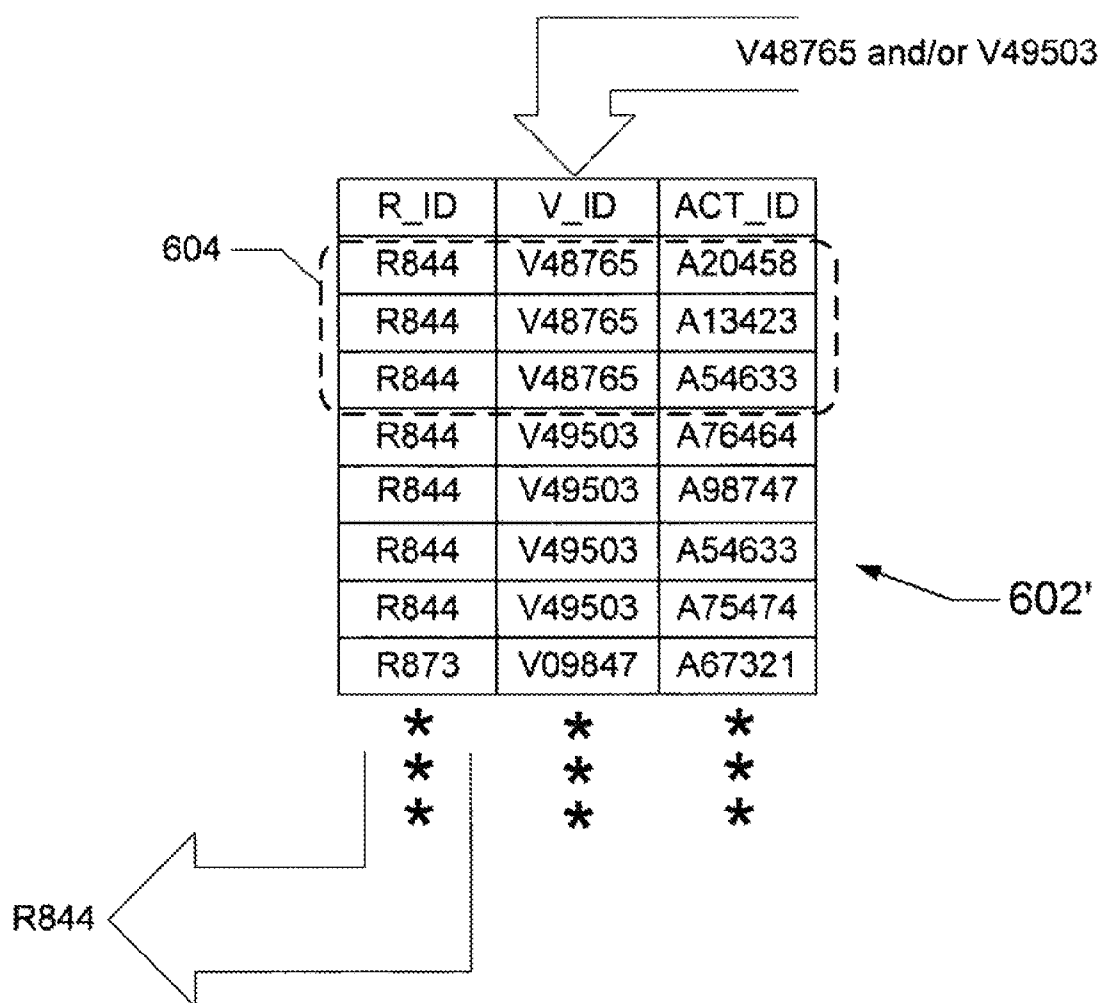 V48765 and/or V49503
R_ID V_ID ACT_ID
604
R844 V48765 A20458
R844 V48765 A13423
R844 V48765 A54633
R844 V49503 A76464
R844 V49503 A98747
R844 V49503 A54633
R844 V49503 A75474
602'
R873 V09847 A67321
* * *
* * *
* * *
R844